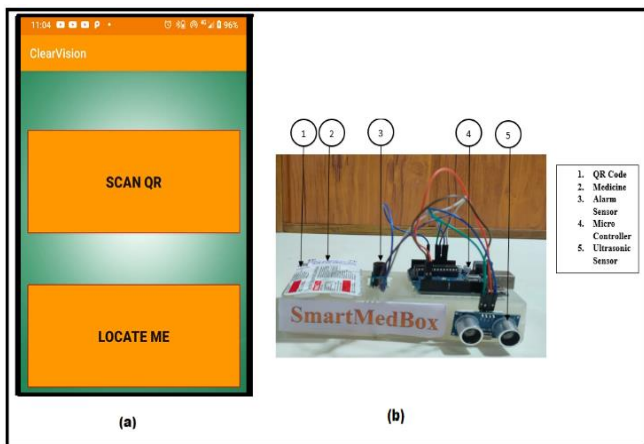 11:04
96%
ClearVision
SCAN QR
LOCATE ME
(a)
1 2 3 4 5
SmartMedBox
(b)
1. QR Code
2. Medicine
3. Alarm
Sensor
4. Micro
Controller
5. Ultrasonic
Sensor